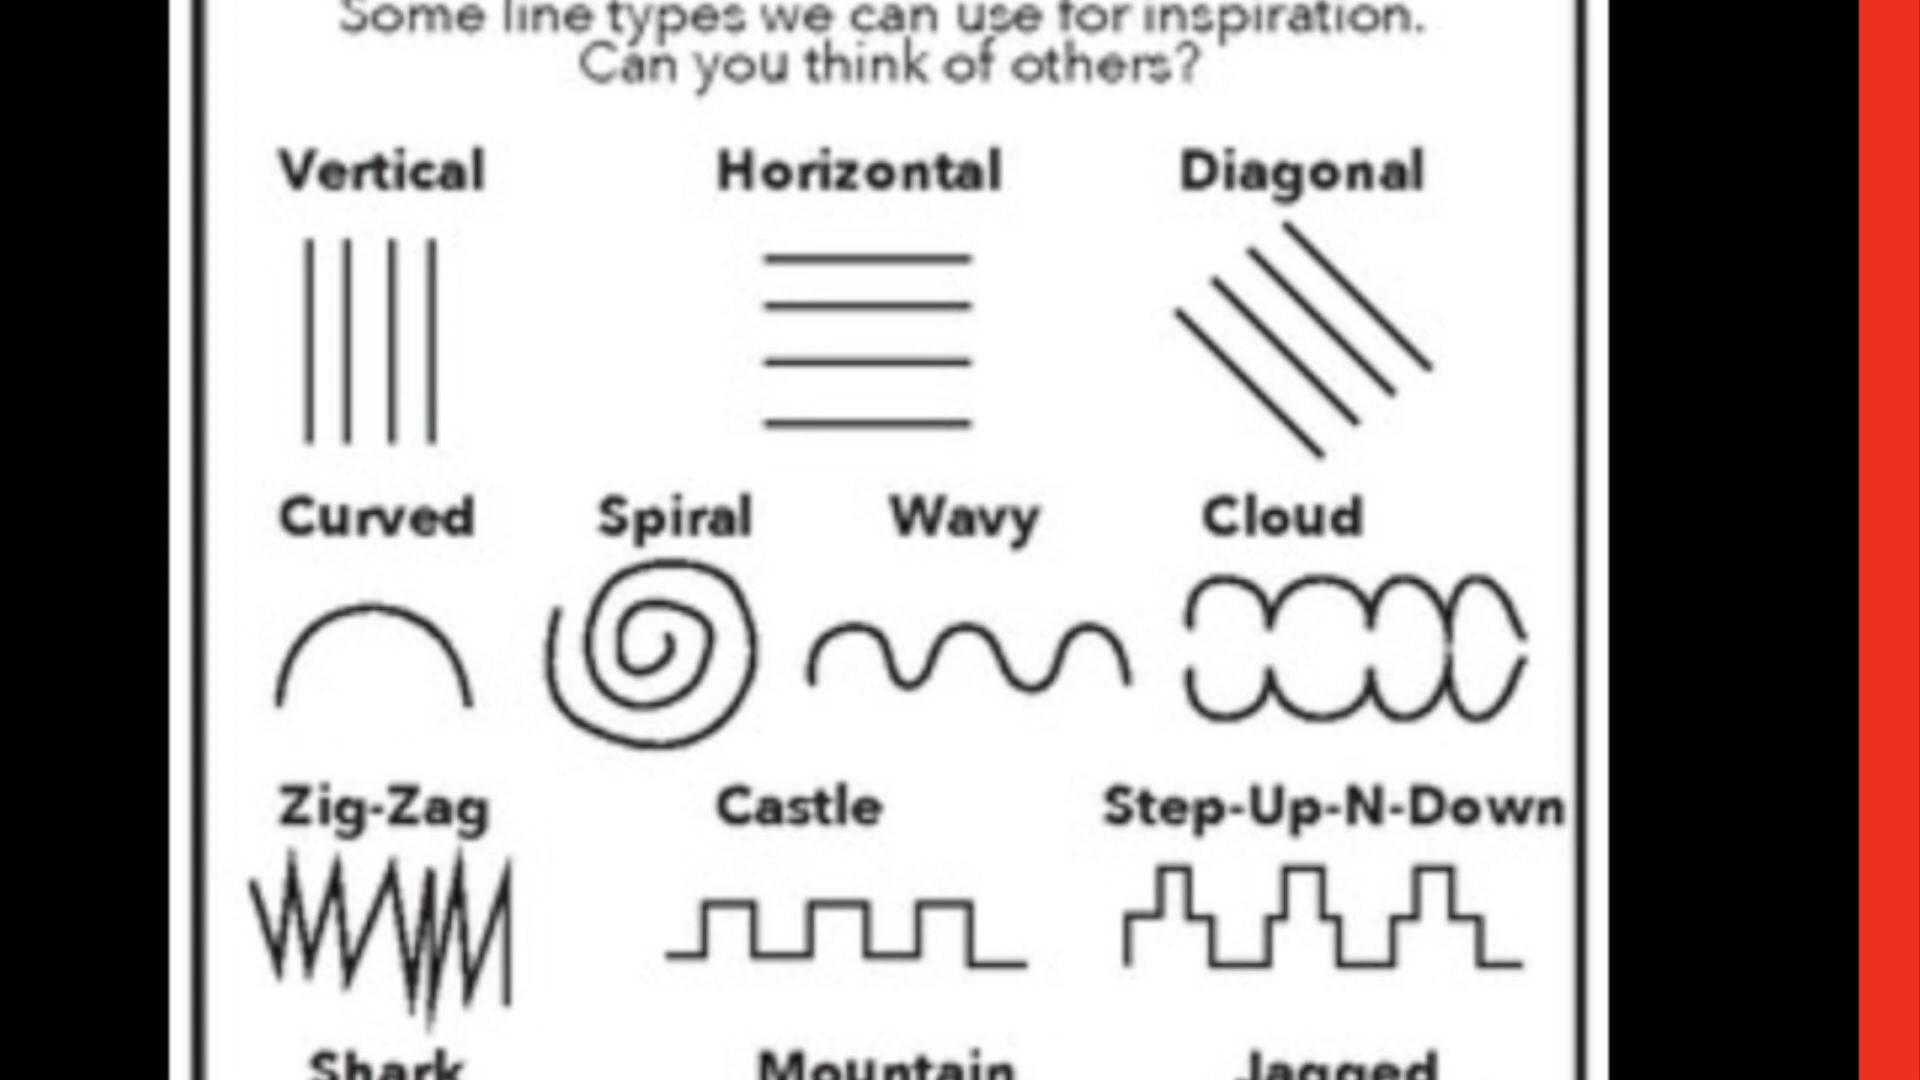 Some line types we can use for inspiration.
Can you think of others?
Vertical Horizontal Diagonal
Curved Spiral Wavy Cloud
Zig-Zag Castle Step-Up-N-Down
Shark Mountain Jagged